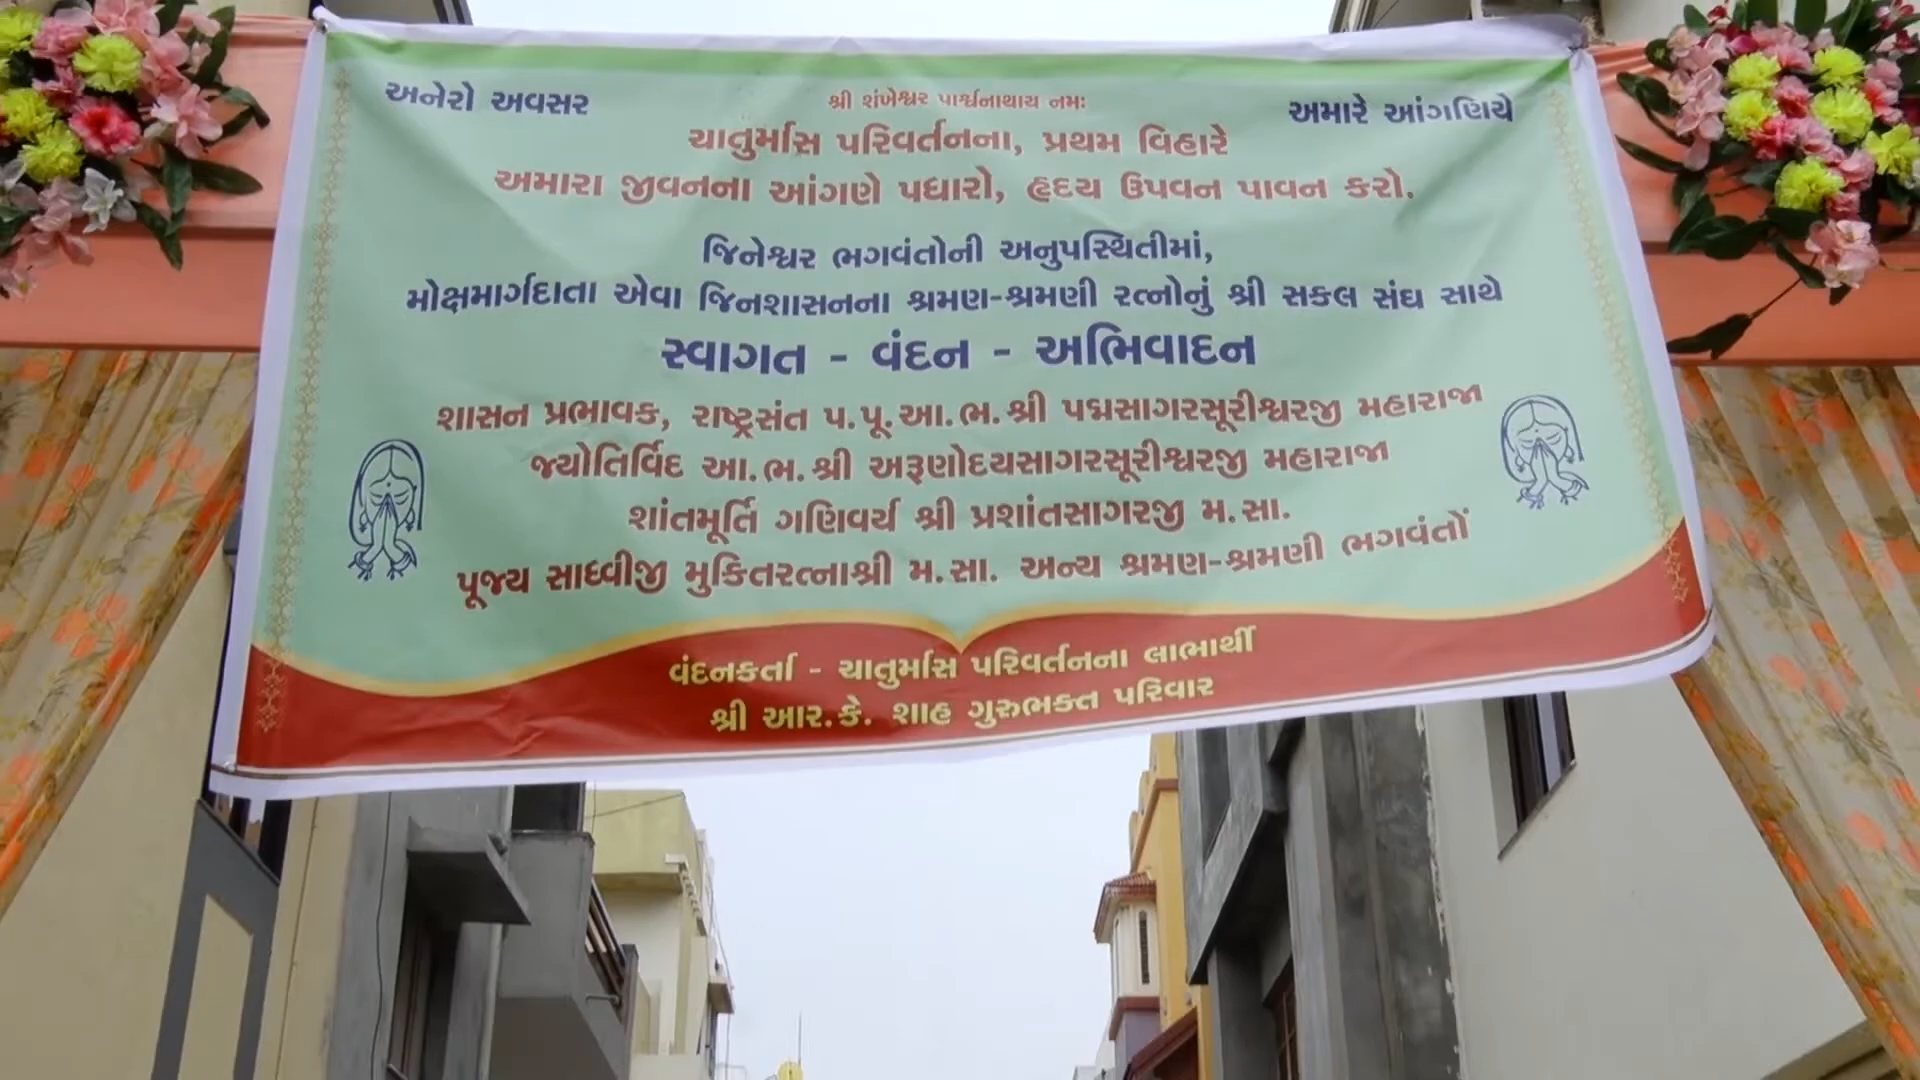 અનેરો અવસર
શ્રી શંખેશ્વર પાર્શ્વનાથાય નમઃ
અમારે આંગણિયે
ચાતુર્માસ પરિવર્તનના, પ્રથમ વિહારે
અમારા જીવનના આંગણે પધારો, હૃદય ઉપવન પાવન કરો.
જિનેશ્વર ભગવંતોની અનુપસ્થિતીમાં,
મોક્ષમાર્ગદાતા એવા જિનશાસનના શ્રમણ-શ્રમણી રત્નોનું શ્રી સકલ સંઘ સાથે
સ્વાગત - વંદન - અભિવાદન
શાસન પ્રભાવક, રાષ્ટ્રસંત પ.પૂ.આ.ભ.શ્રી પદ્મસાગરસૂરીશ્વરજી મહારાજા
જ્યોતિર્વિદ આ.ભ.શ્રી અરૂણોદયસાગરસૂરીશ્વરજી મહારાજા
શાંતમૂર્તિ ગણિવર્ય શ્રી પ્રશાંતસાગરજી મ.સા.
પૂજ્ય સાધ્વીજી મુકિતરત્નાશ્રી મ.સા. અન્ય શ્રમણ-શ્રમણી ભગવંતોં
વંદનકર્તા - ચાતુર્માસ પરિવર્તનના લાભાર્થી
શ્રી આર.કે. શાહ ગુરુભક્ત પરિવાર